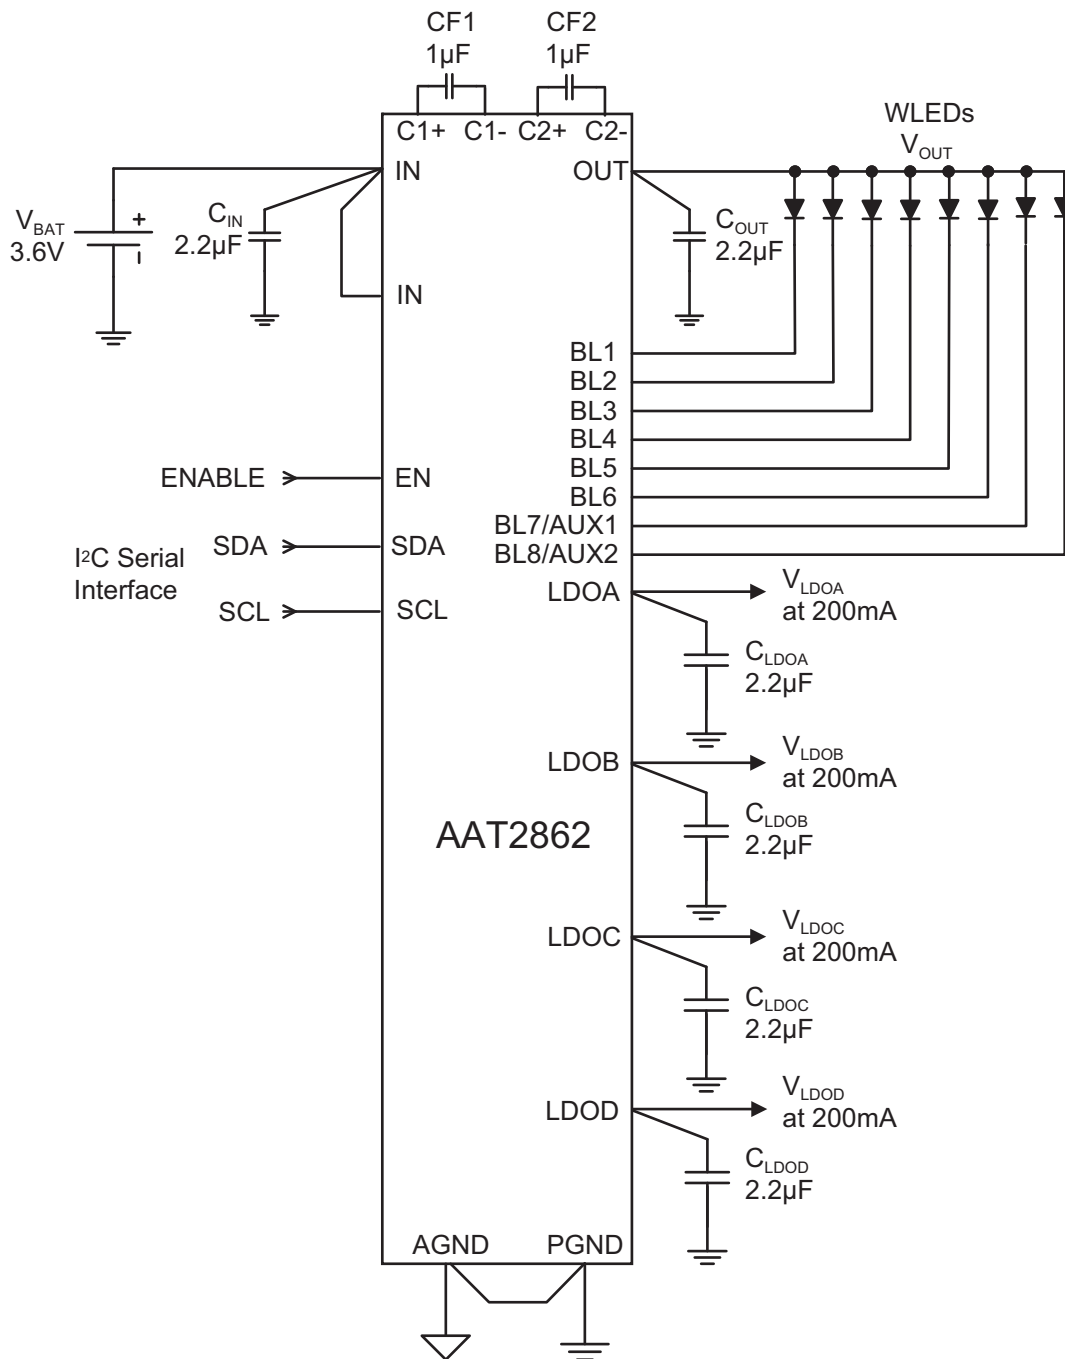 CF1
1µF
CF2
1µF
C1+ C1- C2+ C2-
WLEDs
VOUT
IN
OUT
VBAT
3.6V
+
–
CIN
2.2µF
COUT
2.2µF
IN
BL1
BL2
BL3
BL4
BL5
BL6
BL7/AUX1
BL8/AUX2
ENABLE
EN
I²C Serial
Interface
SDA
SDA
SCL
SCL
LDOA
VLDOA
at 200mA
CLDOA
2.2µF
LDOB
VLDOB
at 200mA
CLDOB
2.2µF
AAT2862
LDOC
VLDOC
at 200mA
CLDOC
2.2µF
LDOD
VLDOD
at 200mA
CLDOD
2.2µF
AGND
PGND